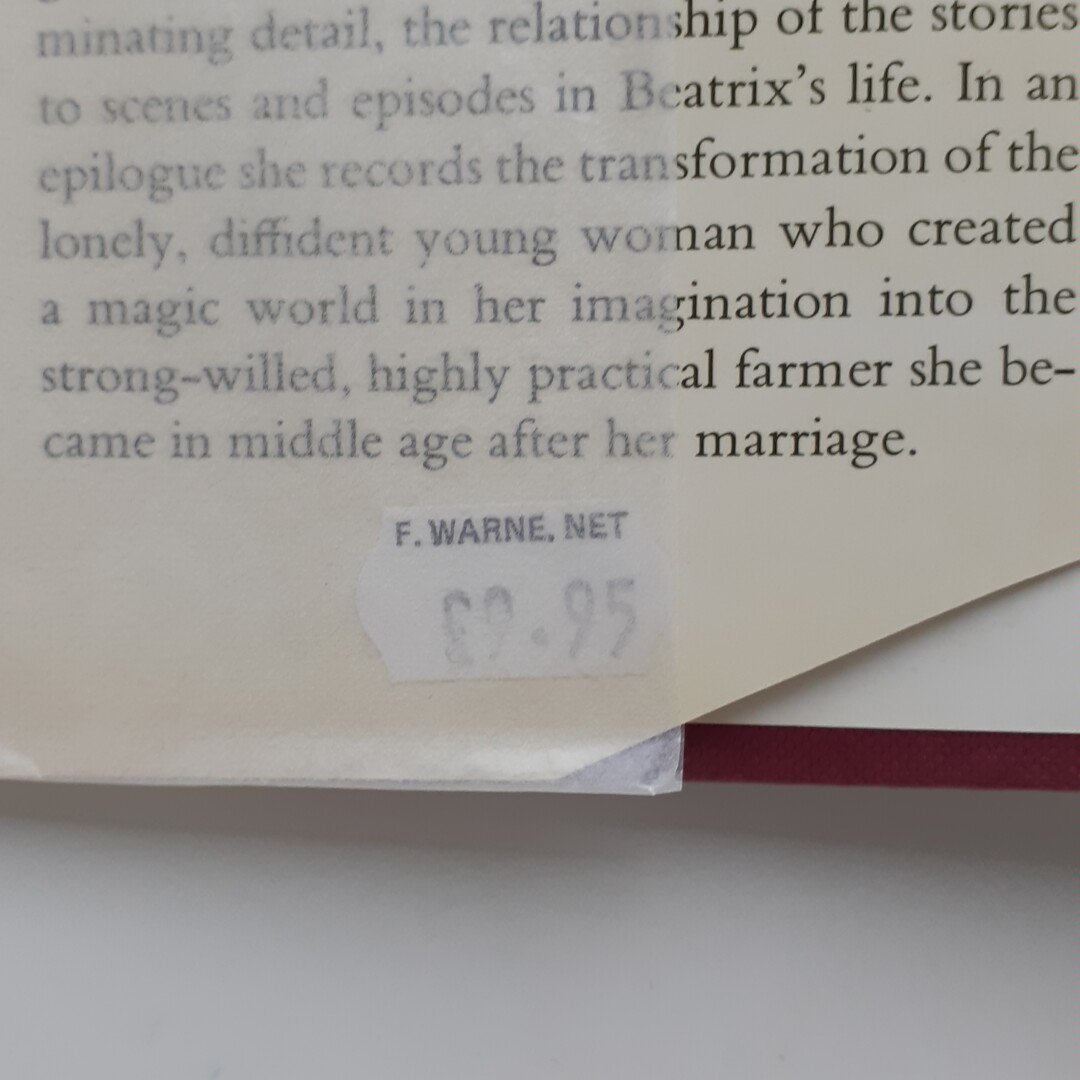 minating detail, the relationship of the stories
to scenes and episodes in Beatrix's life. In an
epilogue she records the transformation of the
lonely, diffident young woman who created
a magic world in her imagination into the
strong-willed, highly practical farmer she be-
came in middle age after her marriage.
F. WARNE. NET
£9.95